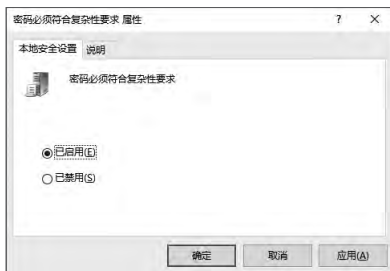 密码必须符合复杂性要求 属性 ? ×
本地安全设置 说明
密码必须符合复杂性要求
已启用(E)
已禁用(S)
确定 取消 应用(A)